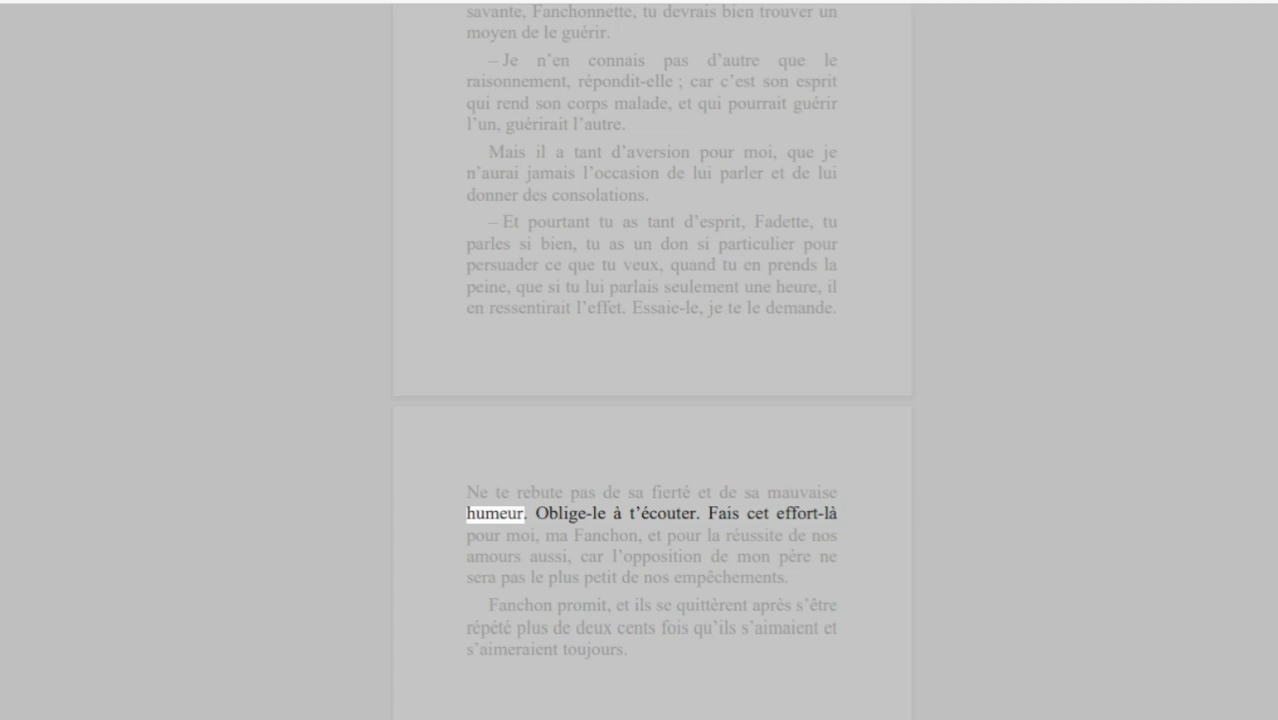 savante, Fanchonnette, tu devrais bien trouver un
moyen de le guérir.
– Je n’en connais pas d’autre que le
raisonnement, répondit-elle ; car c’est son esprit
qui rend son corps malade, et qui pourrait guérir
l’un, guérirait l’autre.
Mais il a tant d’aversion pour moi, que je
n’aurai jamais l’occasion de lui parler et de lui
donner des consolations.
– Et pourtant tu as tant d’esprit, Fadette, tu
parles si bien, tu as un don si particulier pour
persuader ce que tu veux, quand tu en prends la
peine, que si tu lui parlais seulement une heure, il
en ressentirait l’effet. Essaie-le, je te le demande.
Ne te rebute pas de sa fierté et de sa mauvaise
humeur. Oblige-le à t’écouter. Fais cet effort-là
pour moi, ma Fanchon, et pour la réussite de nos
amours aussi, car l’opposition de mon père ne
sera pas le plus petit de nos empêchements.
Fanchon promit, et ils se quittèrent après s’être
répété plus de deux cents fois qu’ils s’aimaient et
s’aimeraient toujours.